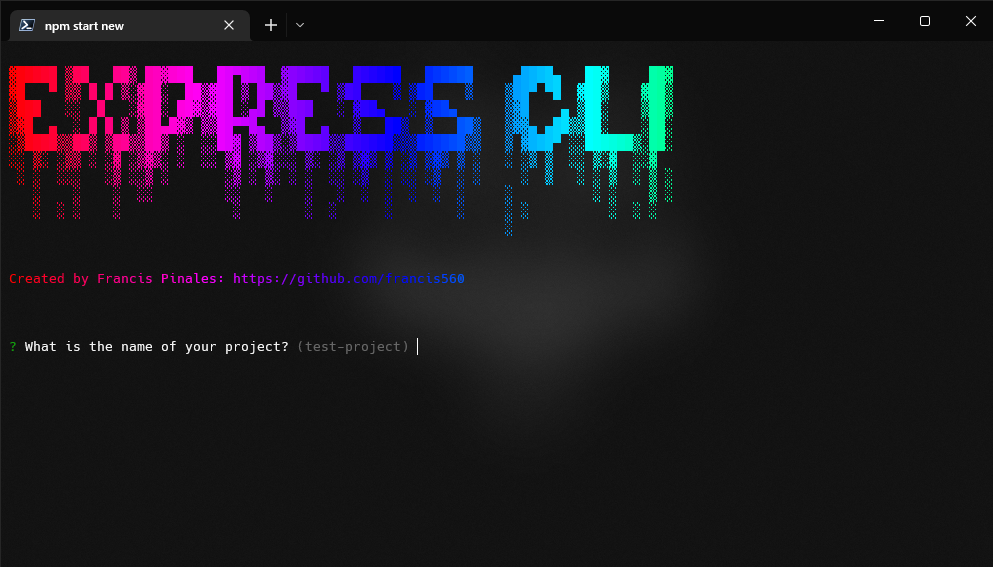 npm start new
EXPRESS CLI
Created by Francis Pinales: https://github.com/francis560
? What is the name of your project? (test-project)